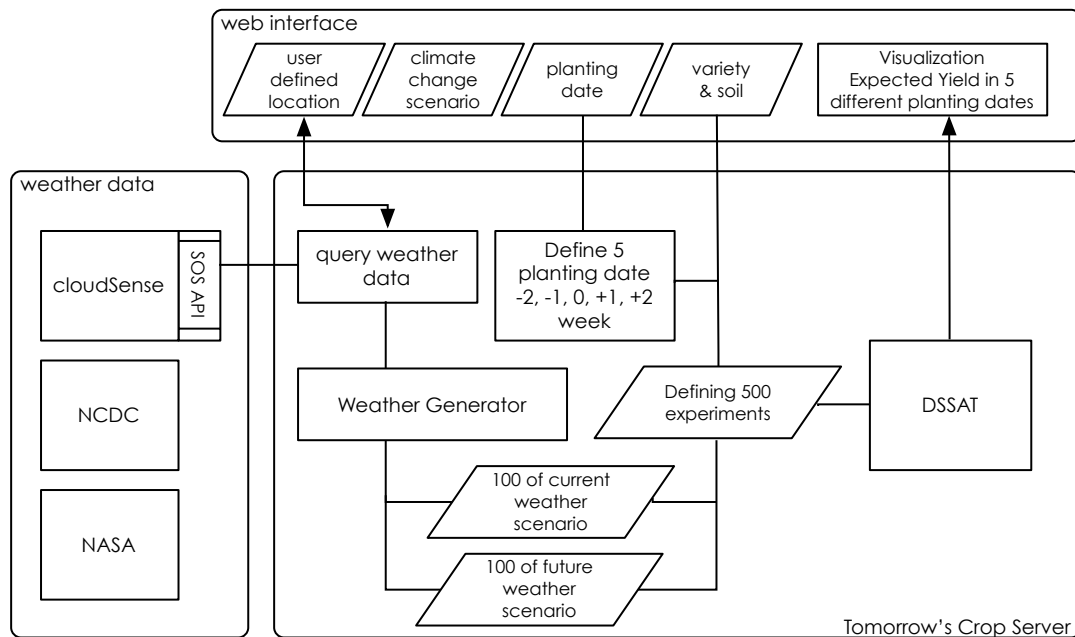 web interface
user
defined
location
climate
change
scenario
planting
date
variety
& soil
Visualization
Expected Yield in 5
different planting dates
weather data
cloudSense
SOS API
NCDC
NASA
query weather
data
Define 5
planting date
-2, -1, 0, +1, +2
week
Weather Generator
Defining 500
experiments
DSSAT
100 of current
weather
scenario
100 of future
weather
scenario
Tomorrow's Crop Server